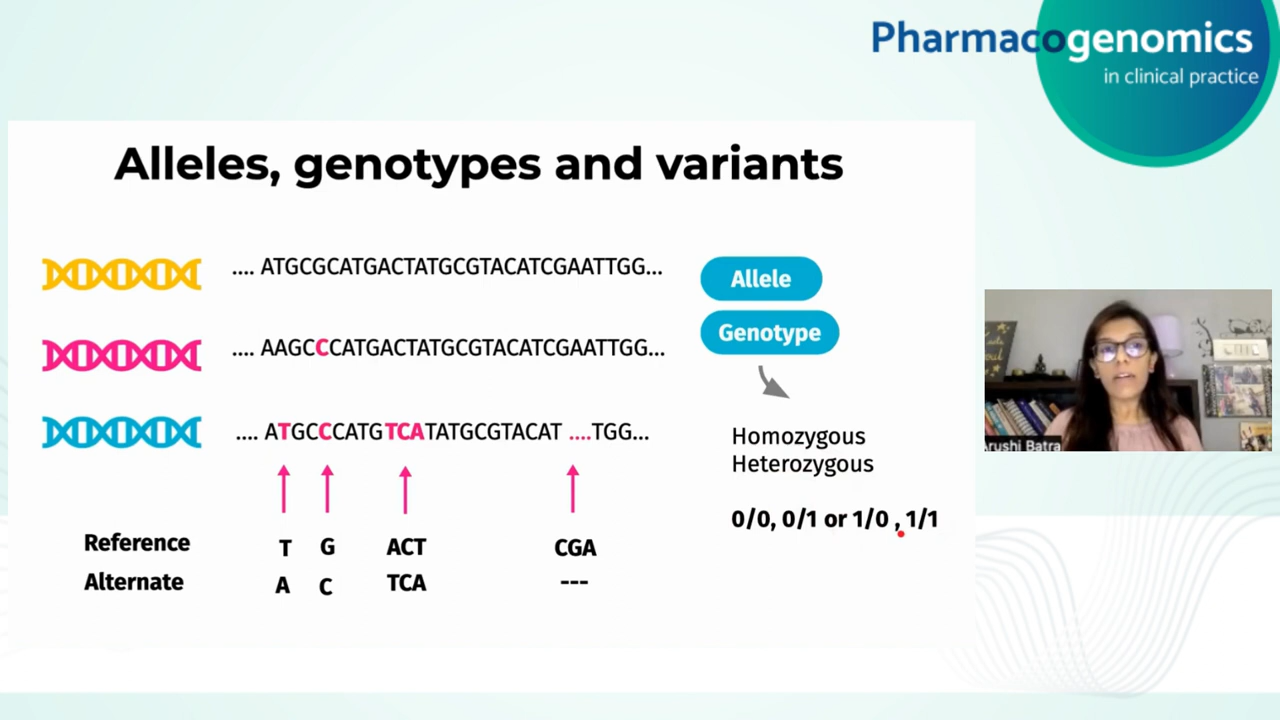 Pharmacogenomics
in clinical practice
Alleles, genotypes and variants
.... ATGCGCATGACTATGCGTACATCGAATTGG...
Allele
Genotype
.... AAGCCCATGACTATGCGTACATCGAATTGG...
.... ATGCCCATGTCATATGCGTACAT ....TGG...
Homozygous
Heterozygous
0/0, 0/1 or 1/0 , 1/1
Reference T G ACT CGA
Alternate A C TCA ---
Arushi Batra